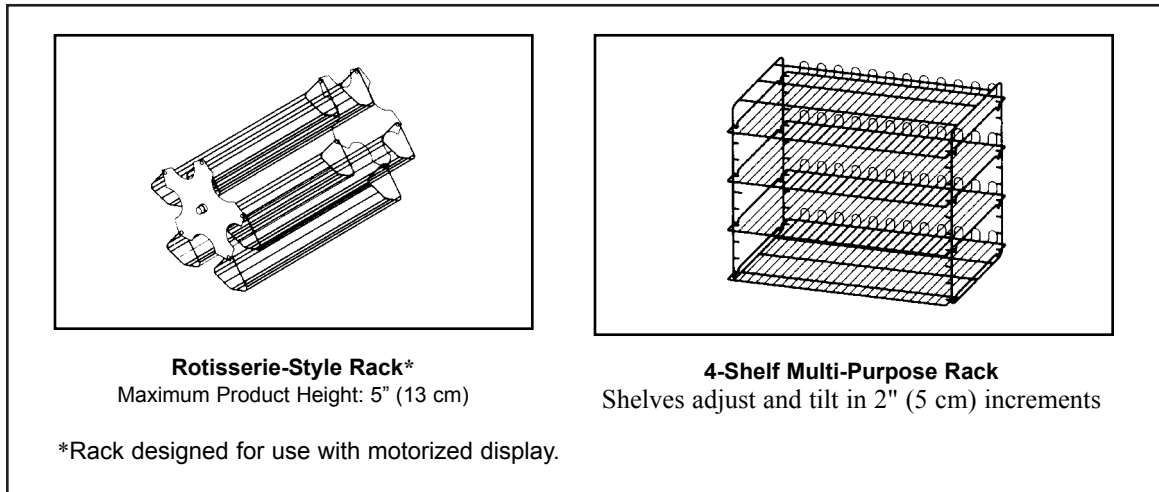 Rotisserie-Style Rack*
Maximum Product Height: 5” (13 cm)
4-Shelf Multi-Purpose Rack
Shelves adjust and tilt in 2" (5 cm) increments
*Rack designed for use with motorized display.